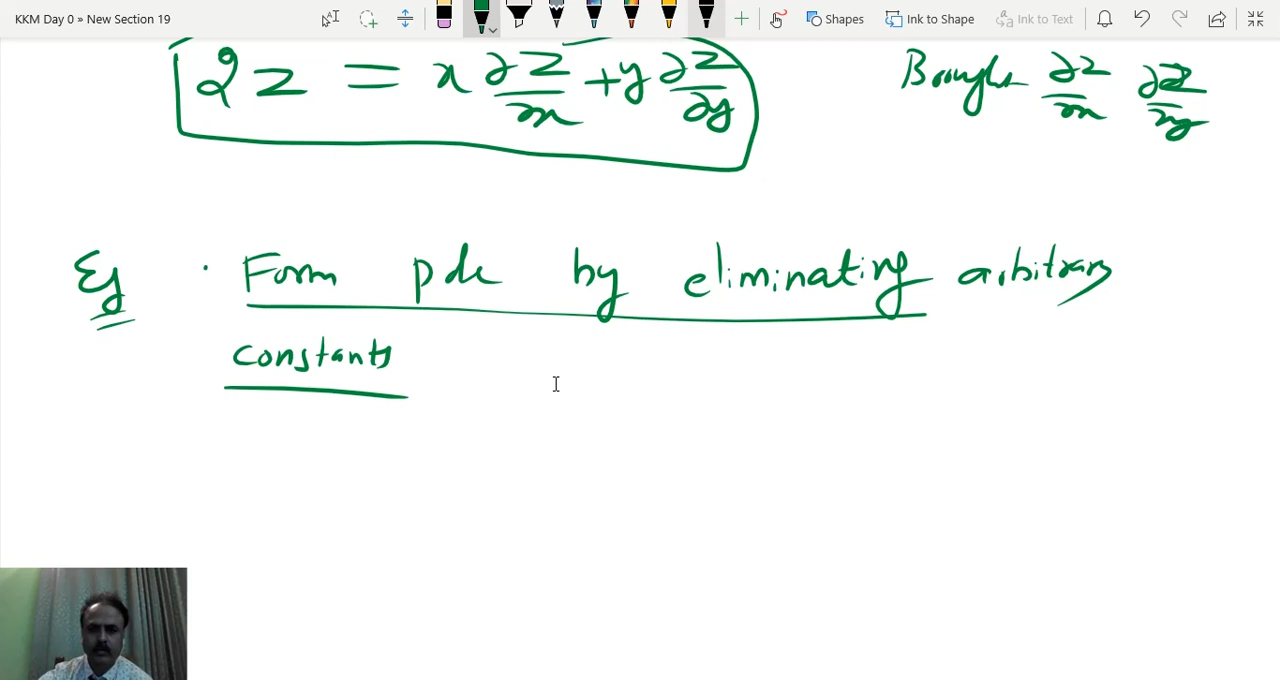 KKM Day 0 » New Section 19
Shapes
Ink to Shape
Ink to Text
2z = x ∂z/∂x + y ∂z/∂y
∂z/∂x ∂z/∂y
Eg . Form pde by eliminating arbitrary
constants